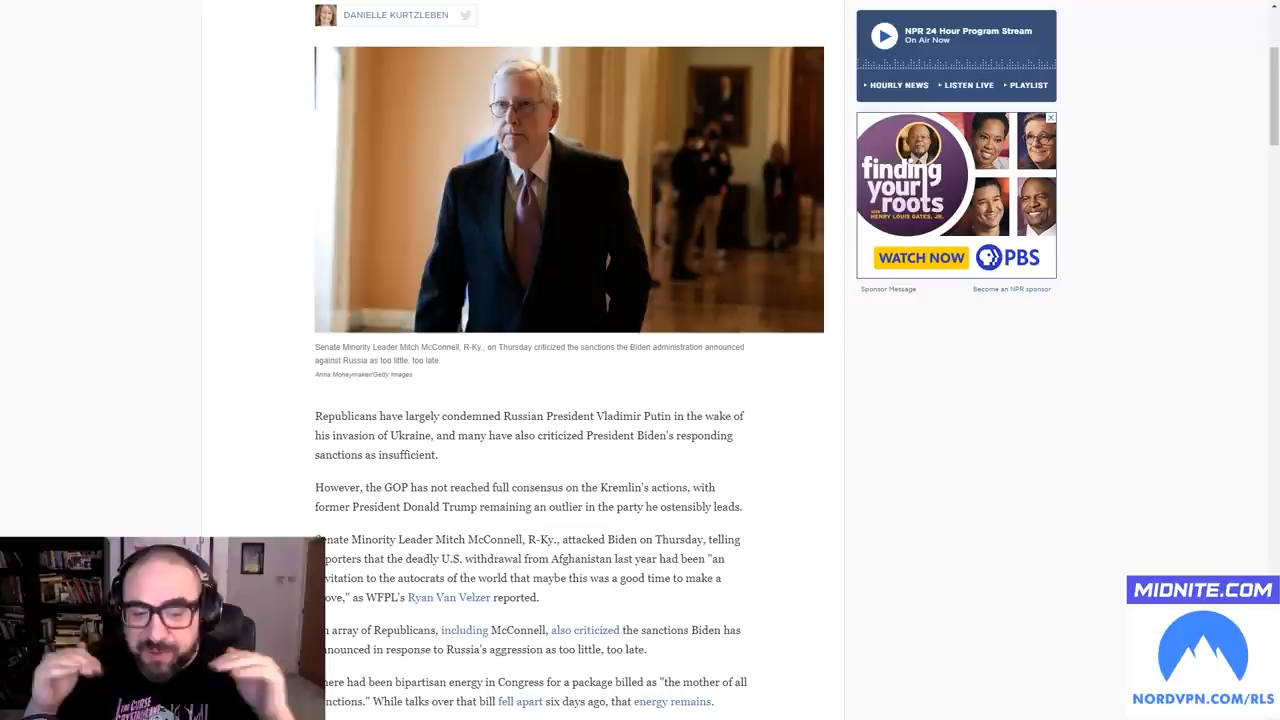 DANIELLE KURTZLEBEN
NPR 24 Hour Program Stream
On Air Now
HOURLY NEWS
LISTEN LIVE
PLAYLIST
finding
your
roots
WITH
HENRY LOUIS GATES, JR.
WATCH NOW
PBS
Sponsor Message
Become an NPR sponsor
Senate Minority Leader Mitch McConnell, R-Ky., on Thursday criticized the sanctions the Biden administration announced
against Russia as too little, too late.
Anna Moneymaker/Getty Images
Republicans have largely condemned Russian President Vladimir Putin in the wake of
his invasion of Ukraine, and many have also criticized President Biden's responding
sanctions as insufficient.
However, the GOP has not reached full consensus on the Kremlin's actions, with
former President Donald Trump remaining an outlier in the party he ostensibly leads.
enate Minority Leader Mitch McConnell, R-Ky., attacked Biden on Thursday, telling
porters that the deadly U.S. withdrawal from Afghanistan last year had been "an
vitation to the autocrats of the world that maybe this was a good time to make a
ove," as WFPL's Ryan Van Velzer reported.
n array of Republicans, including McConnell, also criticized the sanctions Biden has
nnounced in response to Russia's aggression as too little, too late.
here had been bipartisan energy in Congress for a package billed as "the mother of all
nctions." While talks over that bill fell apart six days ago, that energy remains.
MIDNITE.COM
NORDVPN.COM/RLS